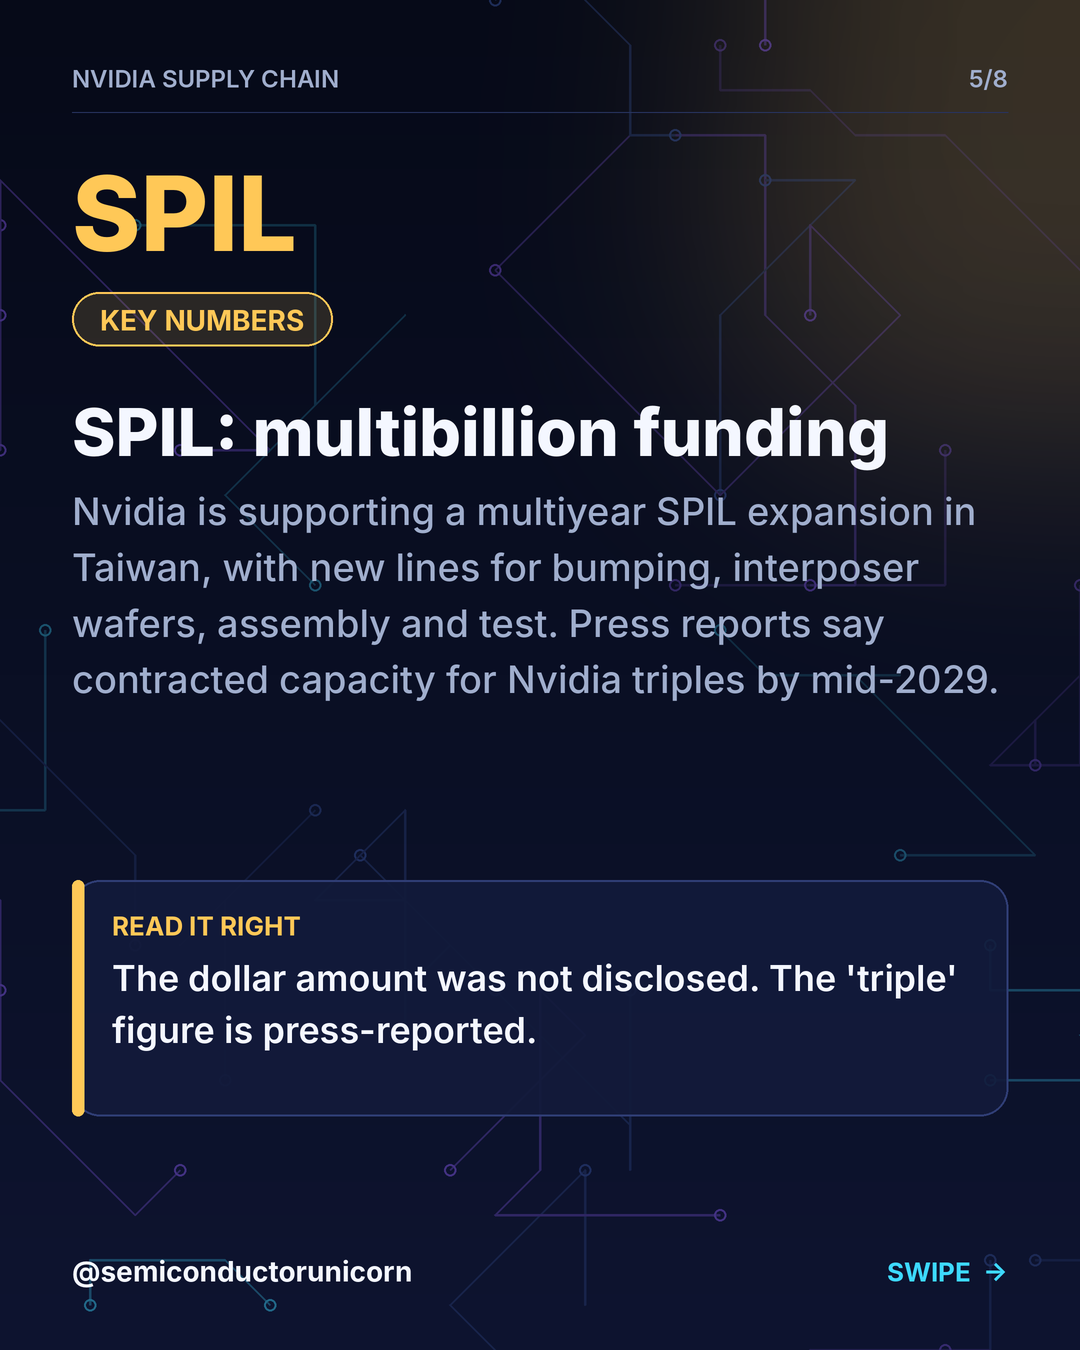 NVIDIA SUPPLY CHAIN
5/8
SPIL
KEY NUMBERS
SPIL: multibillion funding
Nvidia is supporting a multiyear SPIL expansion in
Taiwan, with new lines for bumping, interposer
wafers, assembly and test. Press reports say
contracted capacity for Nvidia triples by mid-2029.
READ IT RIGHT
The dollar amount was not disclosed. The 'triple'
figure is press-reported.
@semiconductorunicorn
SWIPE →